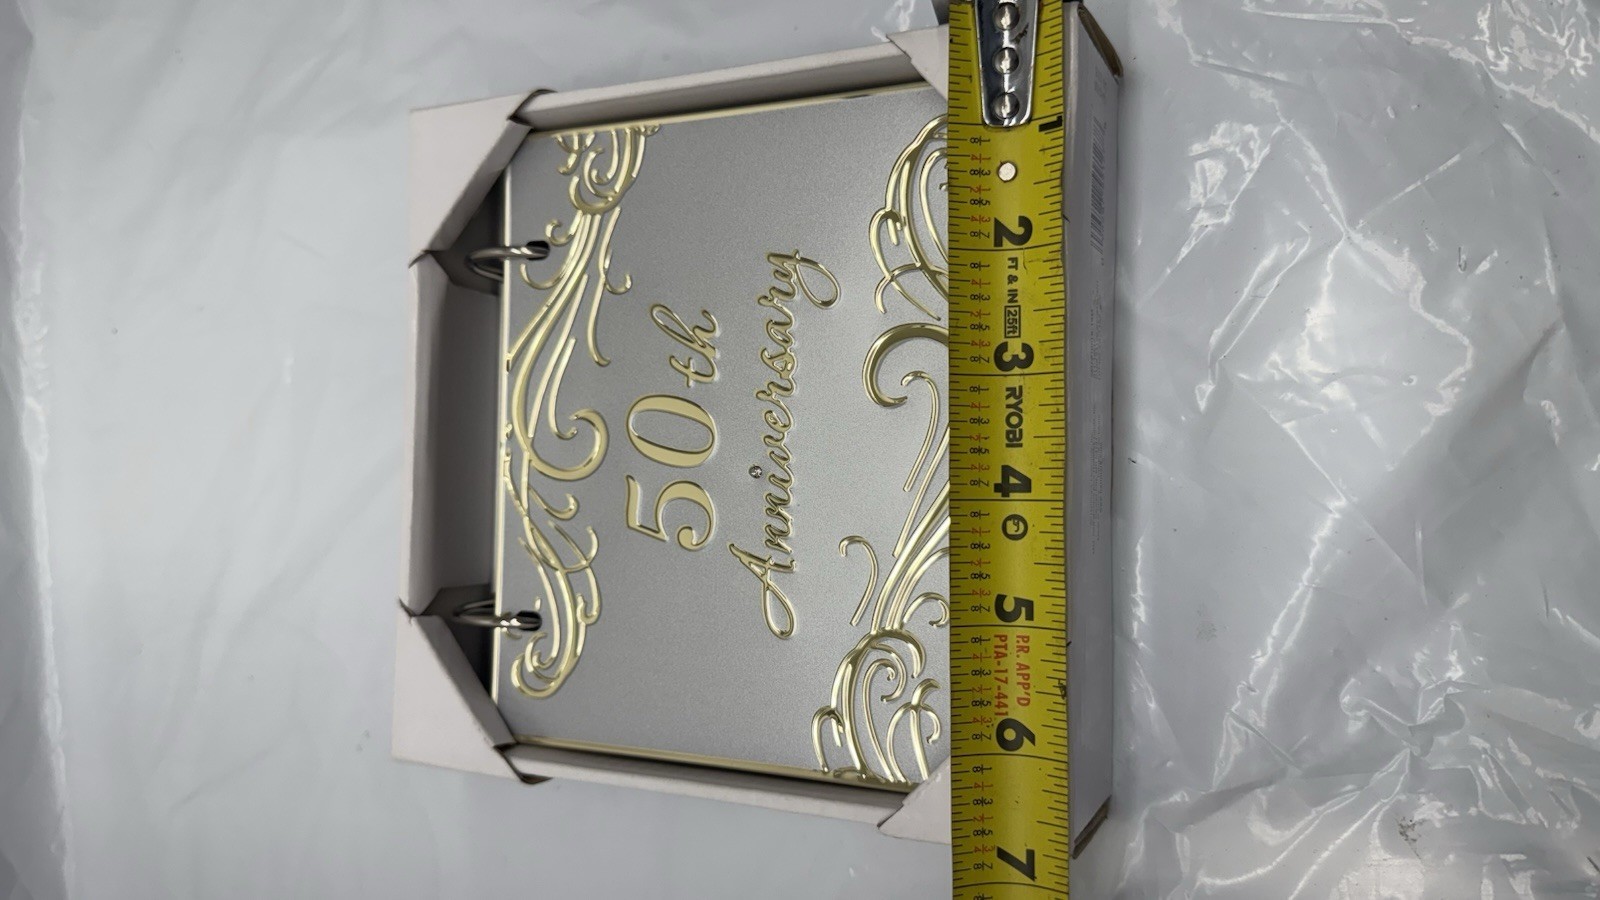 50th
Anniversary
1
2
FT & IN 25ft
3
RYOBI
4
5
P.R. APP'D
PTA-17-441
6
7